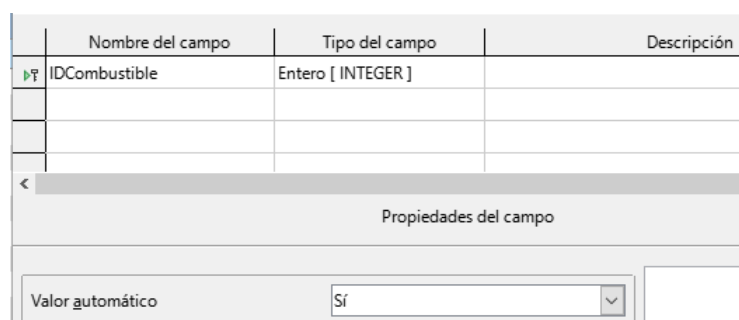 Nombre del campo Tipo del campo Descripción
IDCombustible Entero [ INTEGER ]
Propiedades del campo
Valor automático Sí